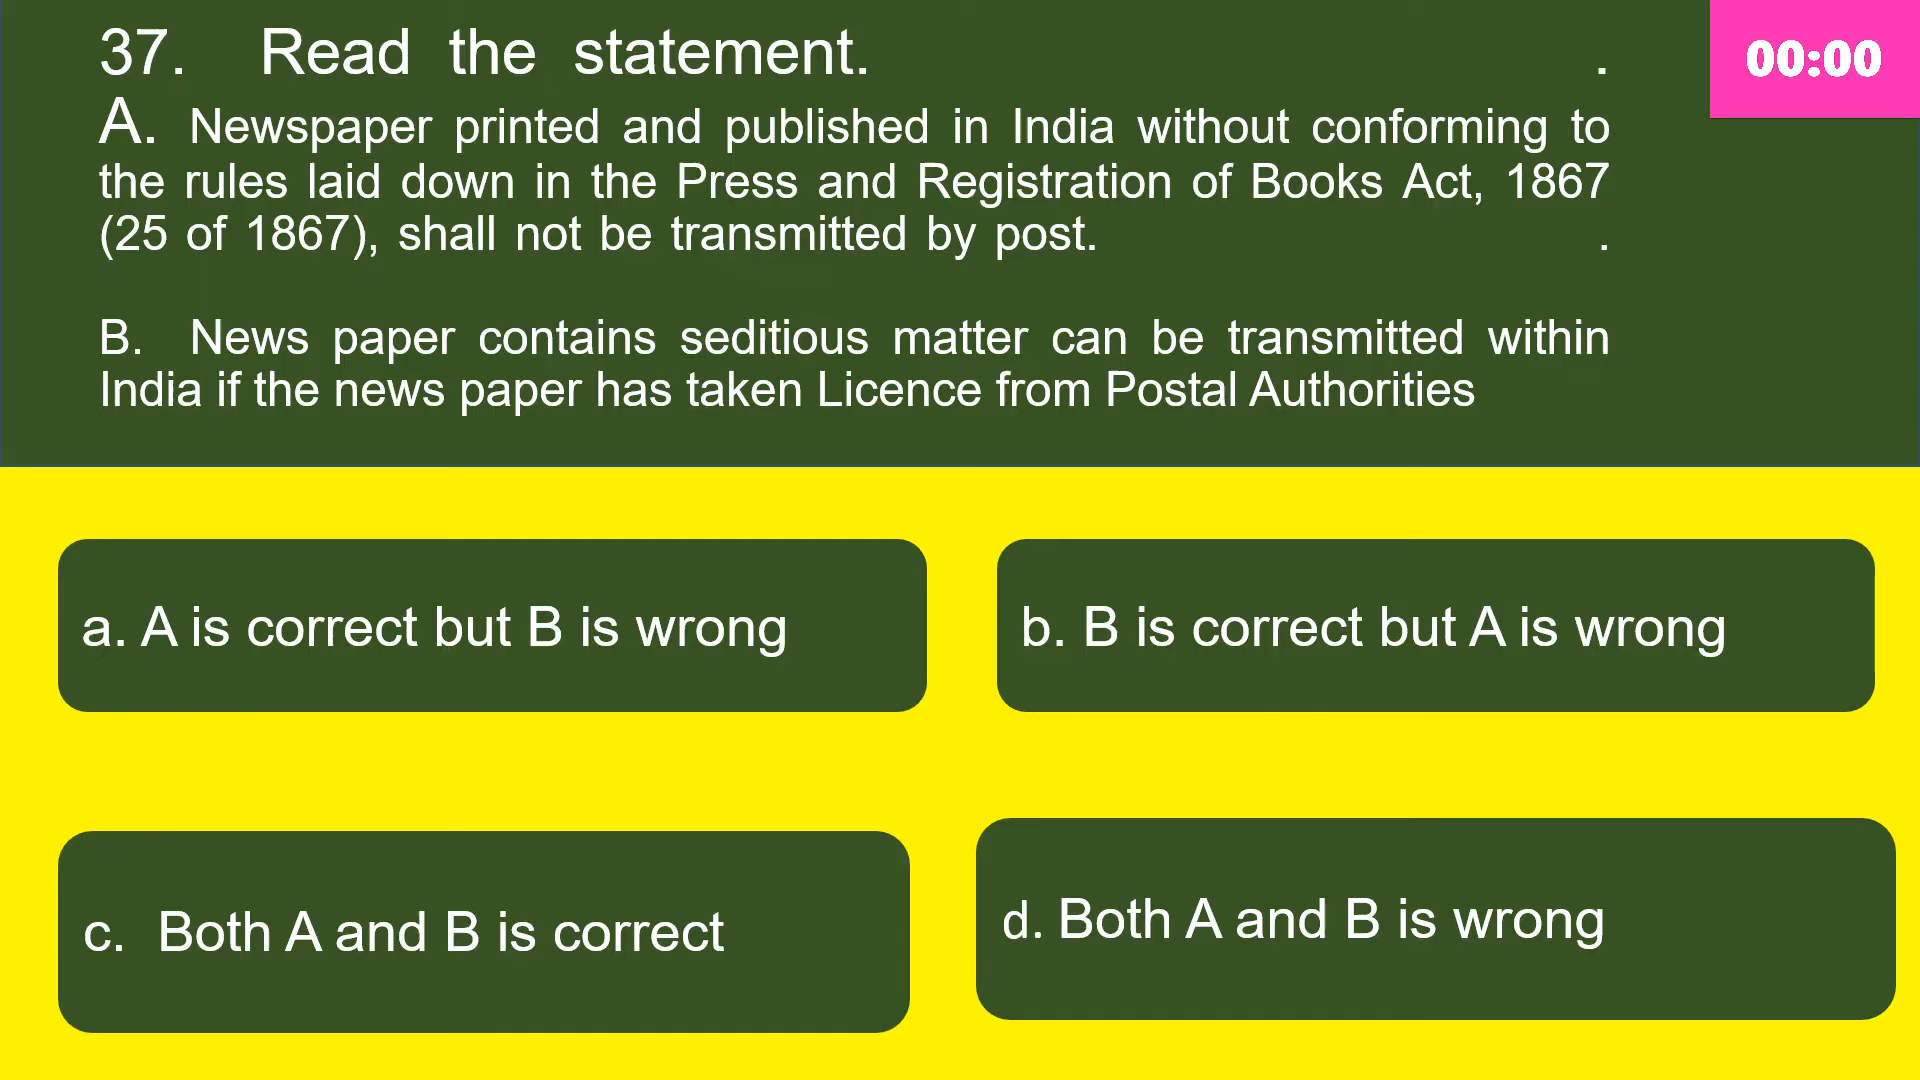 37. Read the statement. .
00:00
A. Newspaper printed and published in India without conforming to
the rules laid down in the Press and Registration of Books Act, 1867
(25 of 1867), shall not be transmitted by post. .
B. News paper contains seditious matter can be transmitted within
India if the news paper has taken Licence from Postal Authorities
a. A is correct but B is wrong
b. B is correct but A is wrong
c. Both A and B is correct
d. Both A and B is wrong